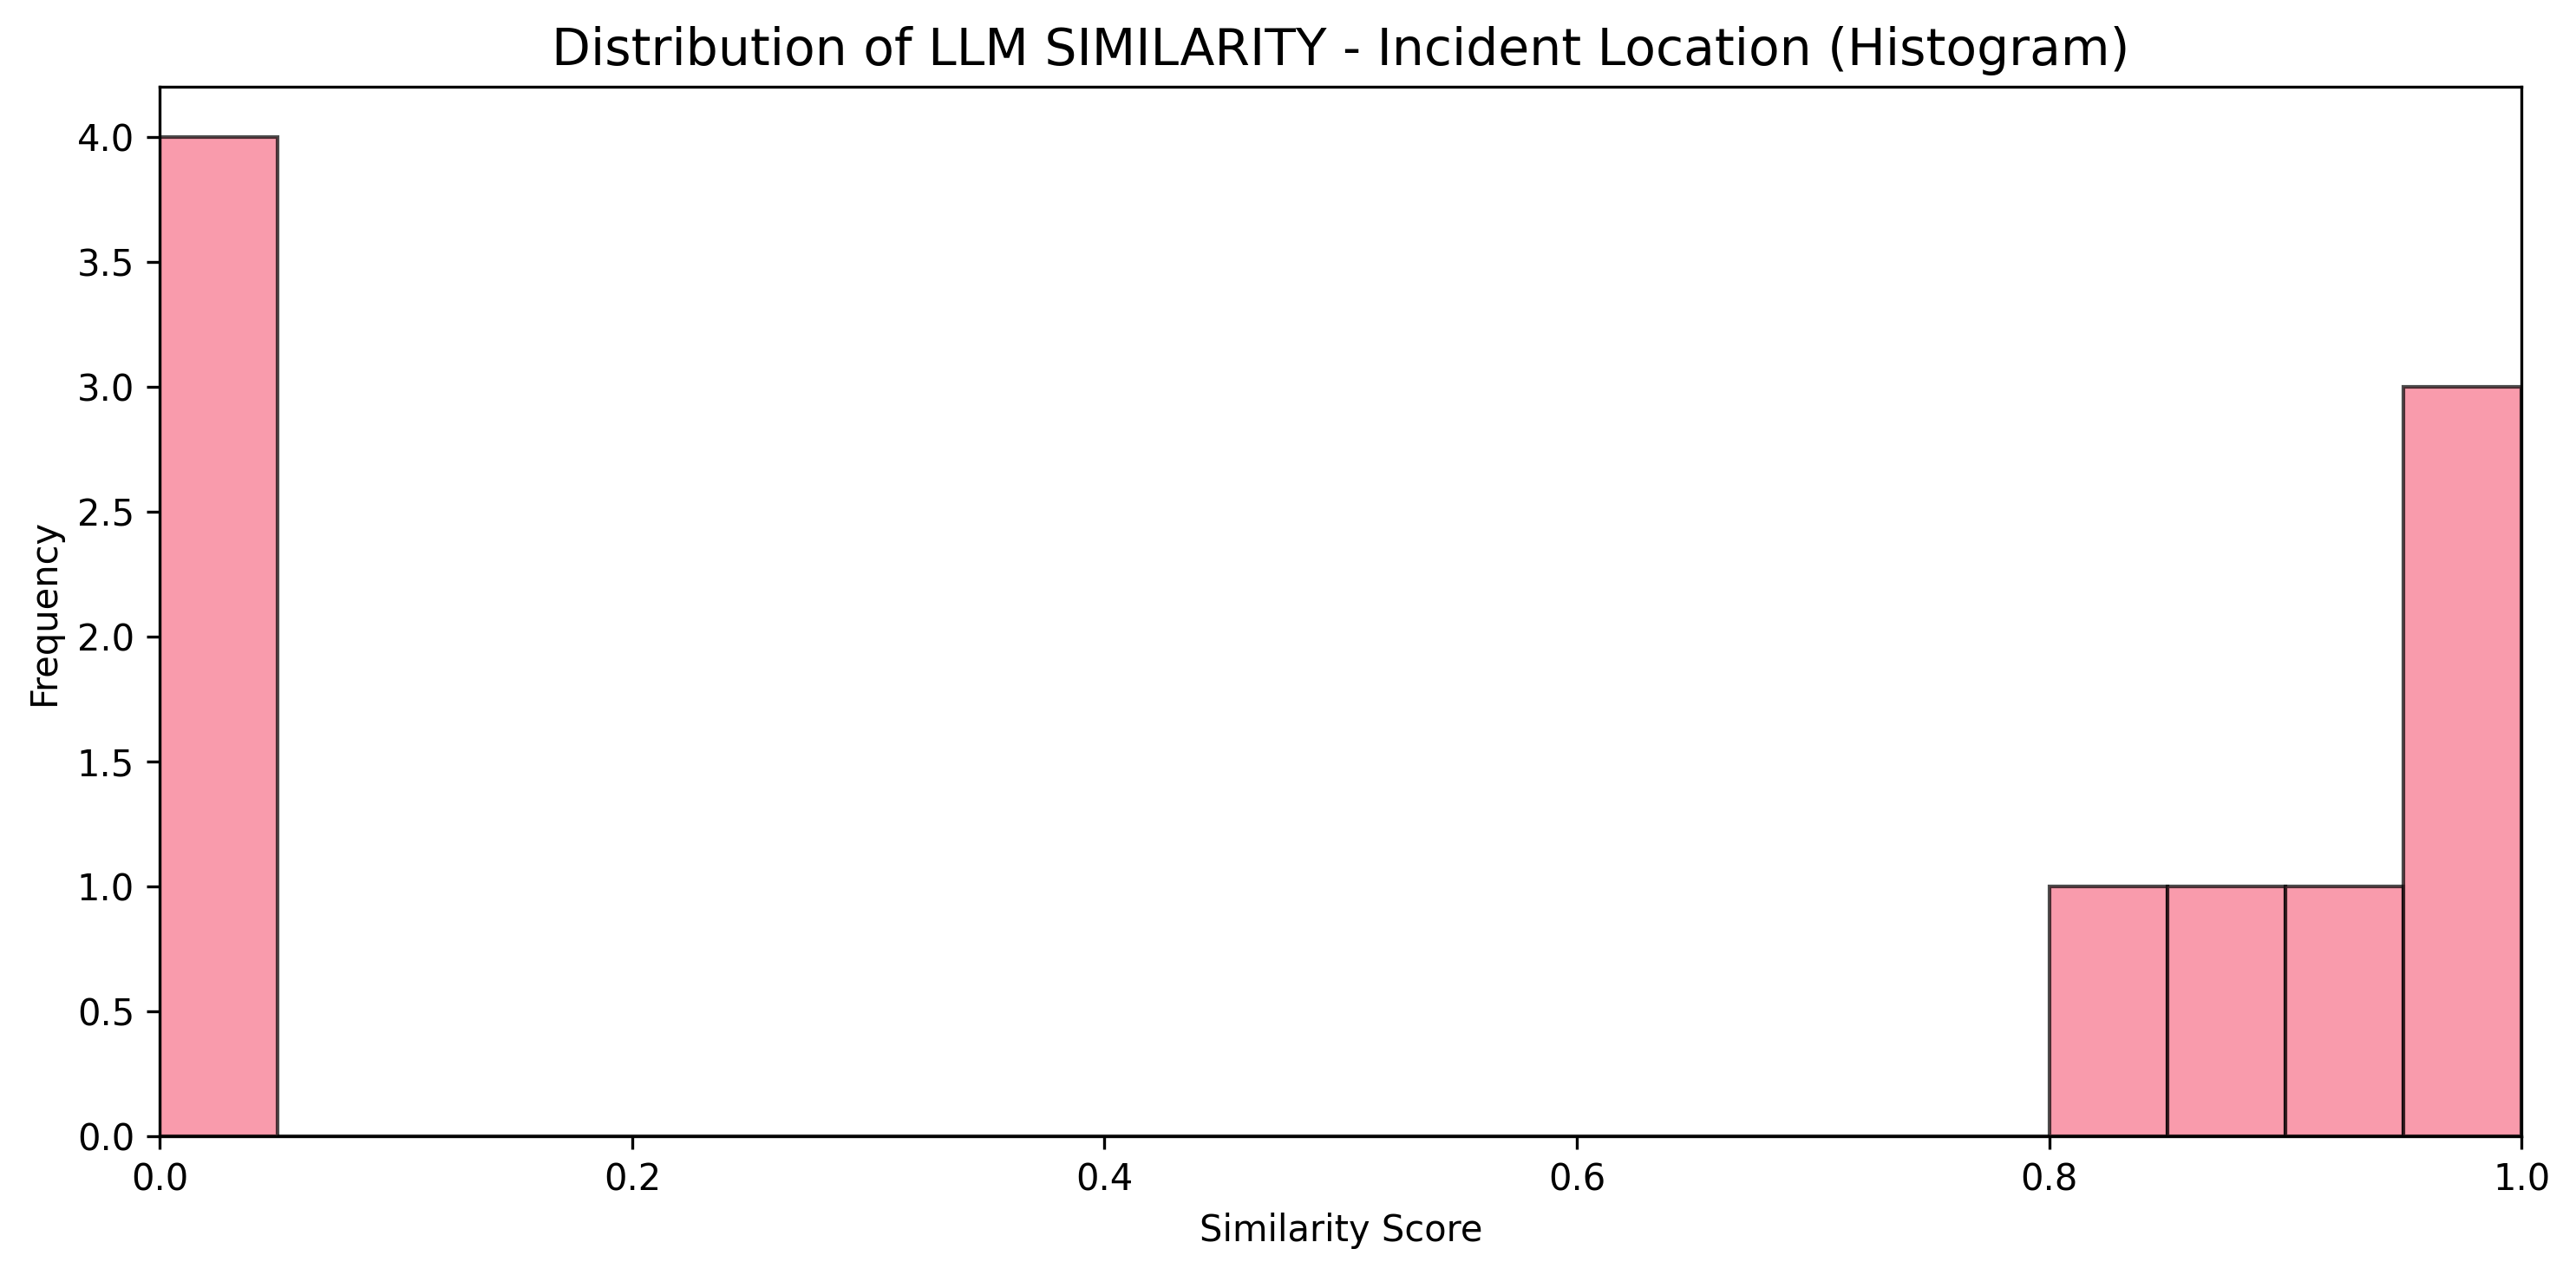 Distribution of LLM SIMILARITY - Incident Location (Histogram)
4.0
3.5
3.0
2.5
2.0
1.5
1.0
0.5
0.0
Frequency
0.0 0.2 0.4 0.6 0.8 1.0
Similarity Score